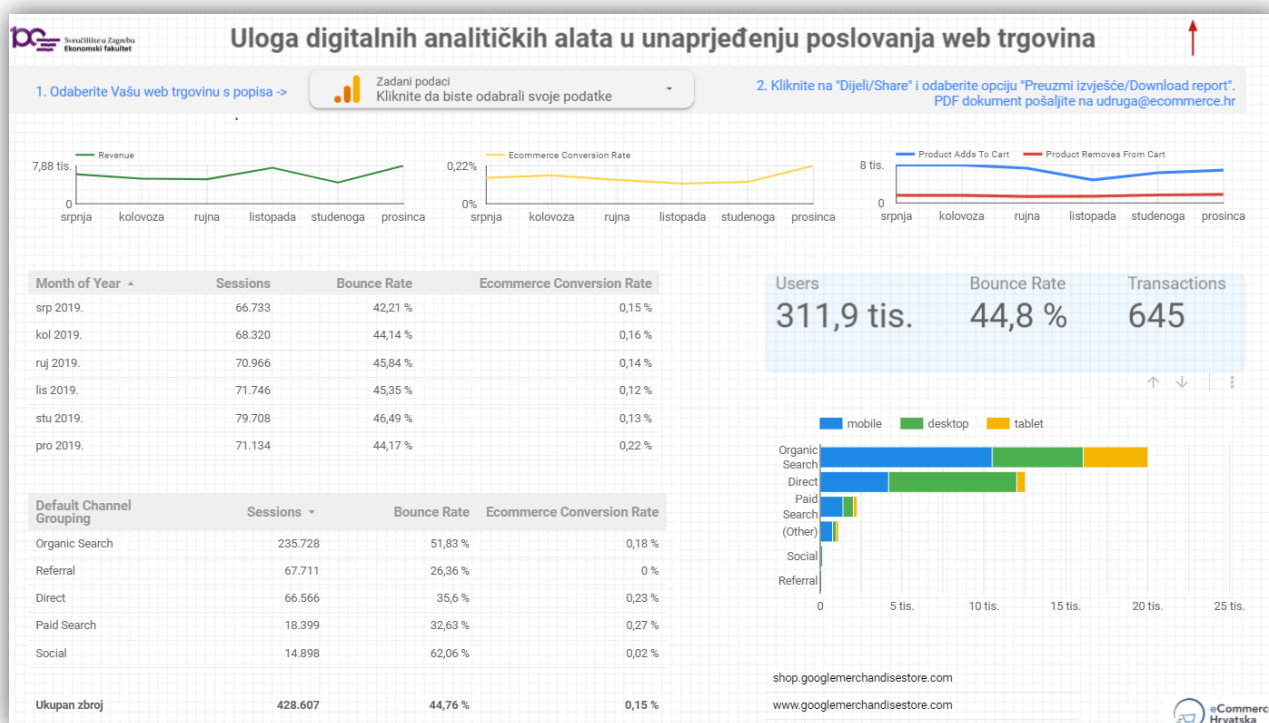 Sveučilište u Zagrebu
Ekonomski fakultet
Uloga digitalnih analitičkih alata u unaprjeđenju poslovanja web trgovina
1. Odaberite Vašu web trgovinu s popisa ->
Zadani podaci
Kliknite da biste odabrali svoje podatke
2. Kliknite na "Dijeli/Share" i odaberite opciju "Preuzmi izvješće/Download report".
PDF dokument pošaljite na udruga@ecommerce.hr
Revenue
7,88 tis.
0
srpnja kolovoza rujna listopada studenoga prosinca
Ecommerce Conversion Rate
0,22%
0%
srpnja kolovoza rujna listopada studenoga prosinca
Product Adds To Cart Product Removes From Cart
8 tis.
0
srpnja kolovoza rujna listopada studenoga prosinca
Month of Year Sessions Bounce Rate Ecommerce Conversion Rate
srp 2019. 66.733 42,21 % 0,15 %
kol 2019. 68.320 44,14 % 0,16 %
ruj 2019. 70.966 45,84 % 0,14 %
lis 2019. 71.746 45,35 % 0,12 %
stu 2019. 79.708 46,49 % 0,13 %
pro 2019. 71.134 44,17 % 0,22 %
Users Bounce Rate Transactions
311,9 tis. 44,8 % 645
mobile desktop tablet
Organic
Search
Direct
Paid
Search
(Other)
Social
Referral
0 5 tis. 10 tis. 15 tis. 20 tis. 25 tis.
Default Channel
Grouping Sessions Bounce Rate Ecommerce Conversion Rate
Organic Search 235.728 51,83 % 0,18 %
Referral 67.711 26,36 % 0 %
Direct 66.566 35,6 % 0,23 %
Paid Search 18.399 32,63 % 0,27 %
Social 14.898 62,06 % 0,02 %
Ukupan zbroj 428.607 44,76 % 0,15 %
shop.googlemerchandisestore.com
www.googlemerchandisestore.com
eCommerce
Hrvatska